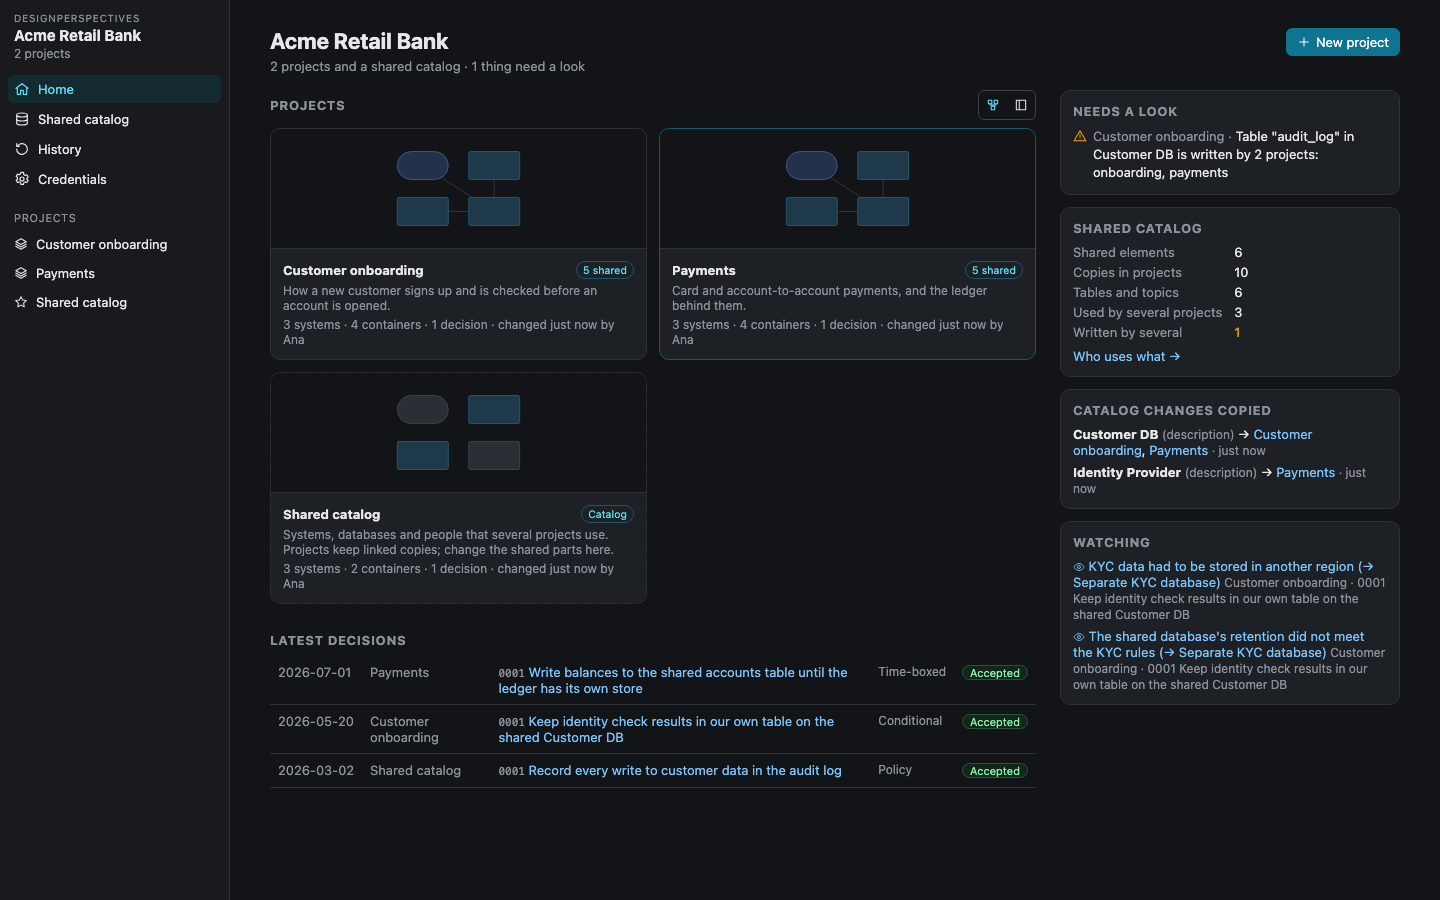 DESIGNPERSPECTIVES
Acme Retail Bank
2 projects
Home
Shared catalog
History
Credentials
PROJECTS
Customer onboarding
Payments
Shared catalog
Acme Retail Bank
2 projects and a shared catalog · 1 thing need a look
+ New project
PROJECTS
Customer onboarding
5 shared
How a new customer signs up and is checked before an
account is opened.
3 systems · 4 containers · 1 decision · changed just now by
Ana
Payments
5 shared
Card and account-to-account payments, and the ledger
behind them.
3 systems · 4 containers · 1 decision · changed just now by
Ana
Shared catalog
Catalog
Systems, databases and people that several projects use.
Projects keep linked copies; change the shared parts here.
3 systems · 2 containers · 1 decision · changed just now by
Ana
LATEST DECISIONS
2026-07-01 Payments 0001 Write balances to the shared accounts table until the Time-boxed Accepted
ledger has its own store
2026-05-20 Customer 0001 Keep identity check results in our own table on the Conditional Accepted
onboarding shared Customer DB
2026-03-02 Shared catalog 0001 Record every write to customer data in the audit log Policy Accepted
NEEDS A LOOK
Customer onboarding · Table "audit_log" in
Customer DB is written by 2 projects:
onboarding, payments
SHARED CATALOG
Shared elements 6
Copies in projects 10
Tables and topics 6
Used by several projects 3
Written by several 1
Who uses what →
CATALOG CHANGES COPIED
Customer DB (description) → Customer
onboarding, Payments · just now
Identity Provider (description) → Payments · just
now
WATCHING
KYC data had to be stored in another region (→
Separate KYC database) Customer onboarding · 0001
Keep identity check results in our own table on the
shared Customer DB
The shared database's retention did not meet
the KYC rules (→ Separate KYC database) Customer
onboarding · 0001 Keep identity check results in our
own table on the shared Customer DB